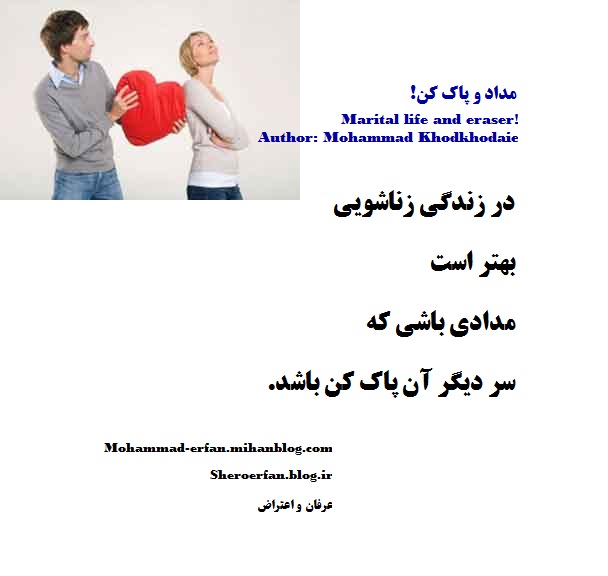 مداد و پاک کن!
Marital life and eraser!
Author: Mohammad Khodkhodaie
در زندگی زناشویی
بهتر است
مدادی باشی که
سر دیگر آن پاک کن باشد.
Mohammad-erfan.mihanblog.com
Sheroerfan.blog.ir
عرفان و اعتراض